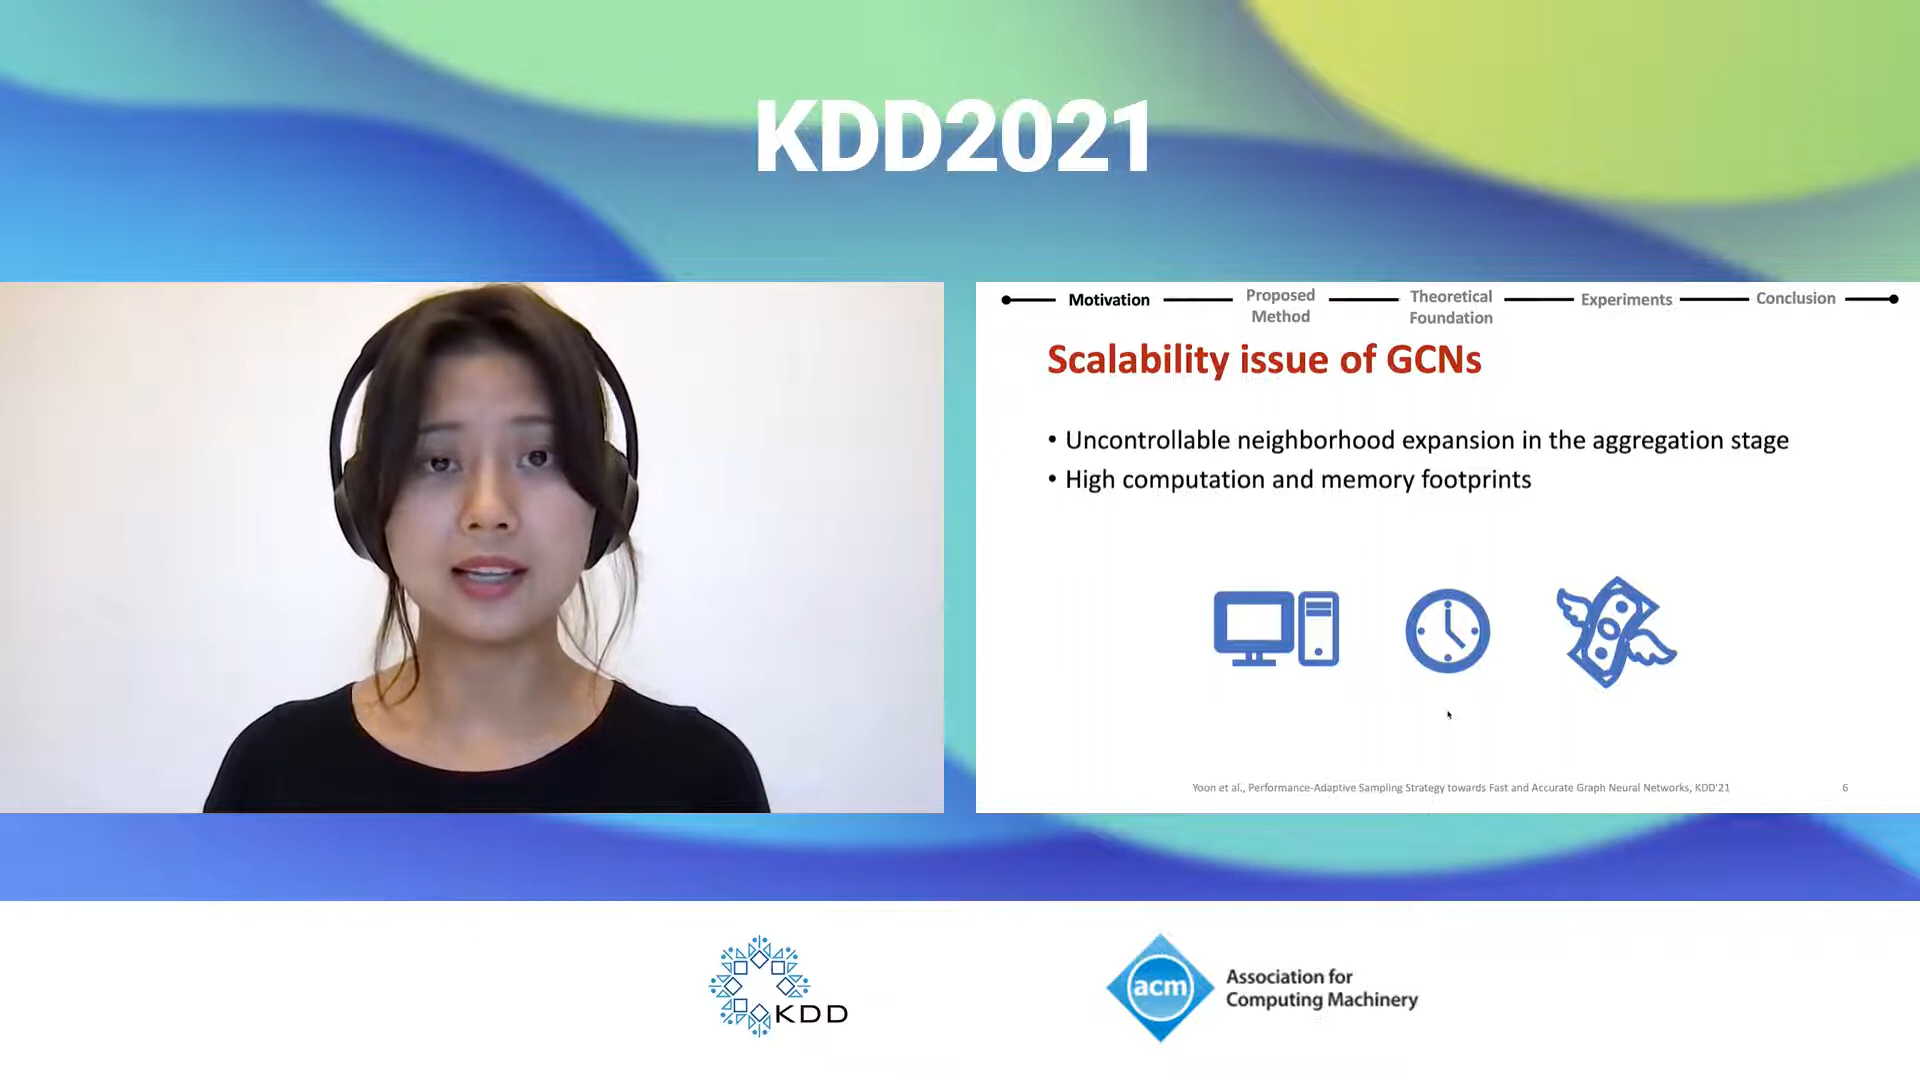 KDD2021
Motivation
Proposed
Method
Theoretical
Foundation
Experiments
Conclusion
Scalability issue of GCNs
• Uncontrollable neighborhood expansion in the aggregation stage
• High computation and memory footprints
Yoon et al., Performance-Adaptive Sampling Strategy towards Fast and Accurate Graph Neural Networks, KDD'21
6
KDD
acm
Association for
Computing Machinery